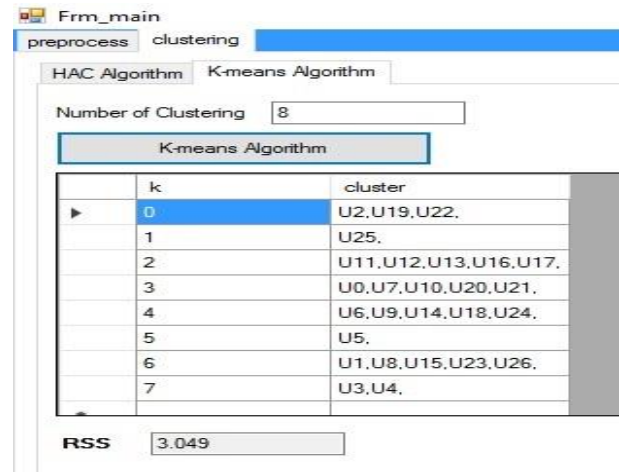 Frm_main
preprocess clustering
HAC Algorithm K-means Algorithm
Number of Clustering 8
K-means Algorithm
k cluster
0 U2,U19,U22,
1 U25,
2 U11,U12,U13,U16,U17,
3 U0,U7,U10,U20,U21,
4 U6,U9,U14,U18,U24,
5 U5,
6 U1,U8,U15,U23,U26,
7 U3,U4,
RSS 3.049